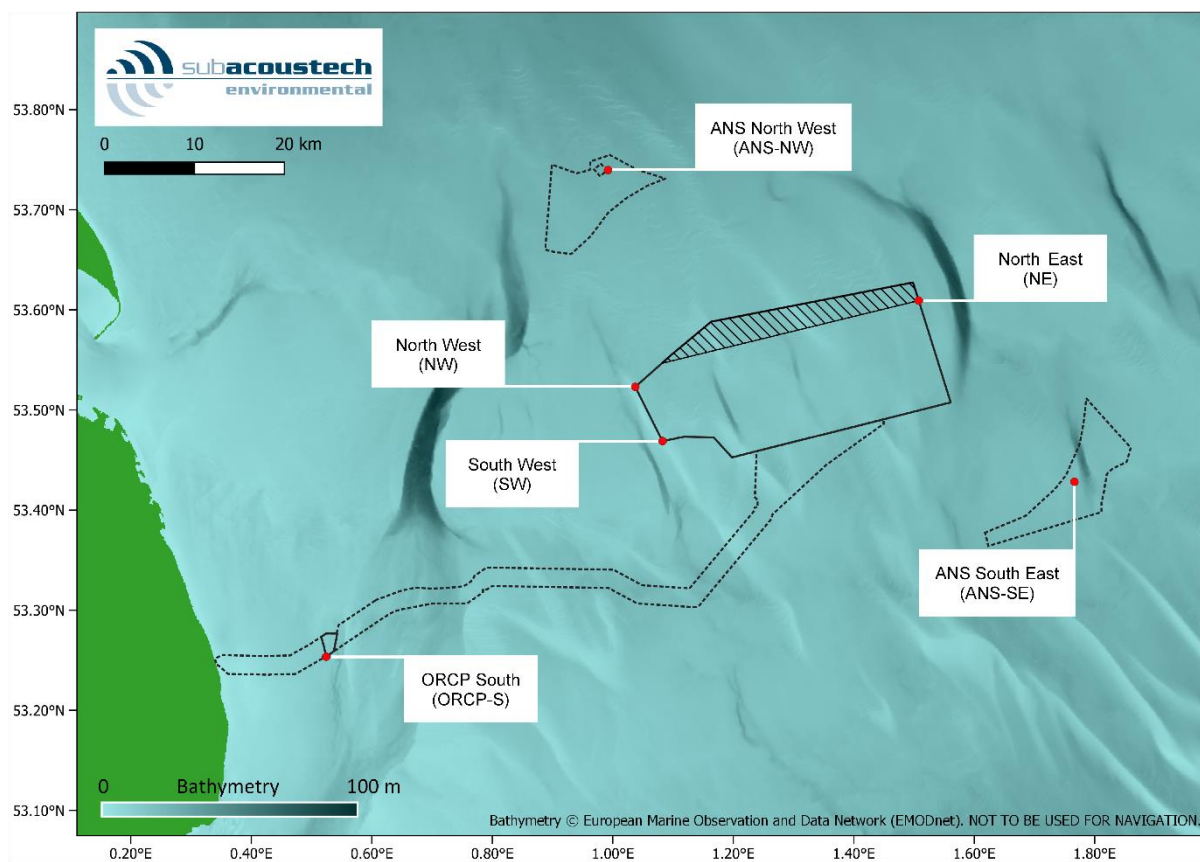 subacoustech
environmental
0 10 20 km
53.80°N
53.70°N
53.60°N
53.50°N
53.40°N
53.30°N
53.20°N
53.10°N
ANS North West
(ANS-NW)
North East
(NE)
North West
(NW)
South West
(SW)
ANS South East
(ANS-SE)
ORCP South
(ORCP-S)
0 Bathymetry 100 m
Bathymetry © European Marine Observation and Data Network (EMODnet). NOT TO BE USED FOR NAVIGATION.
0.20°E 0.40°E 0.60°E 0.80°E 1.00°E 1.20°E 1.40°E 1.60°E 1.80°E